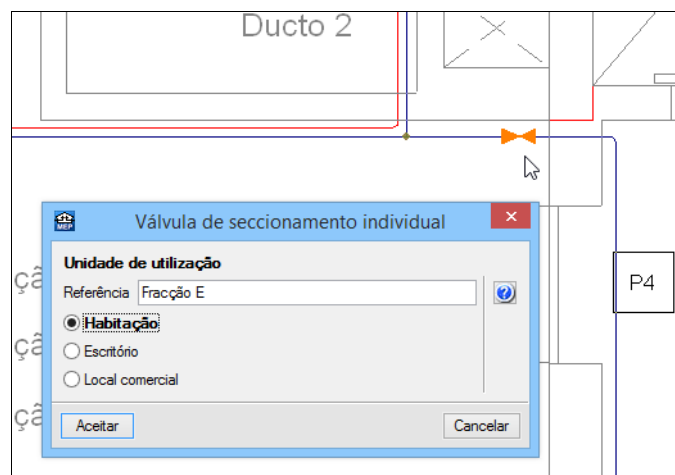 Ducto 2
MEP
Válvula de seccionamento individual
Unidade de utilização
Referência Fracção E
Habitação
Escritório
Local comercial
Aceitar Cancelar
P4
çã
çã
çã